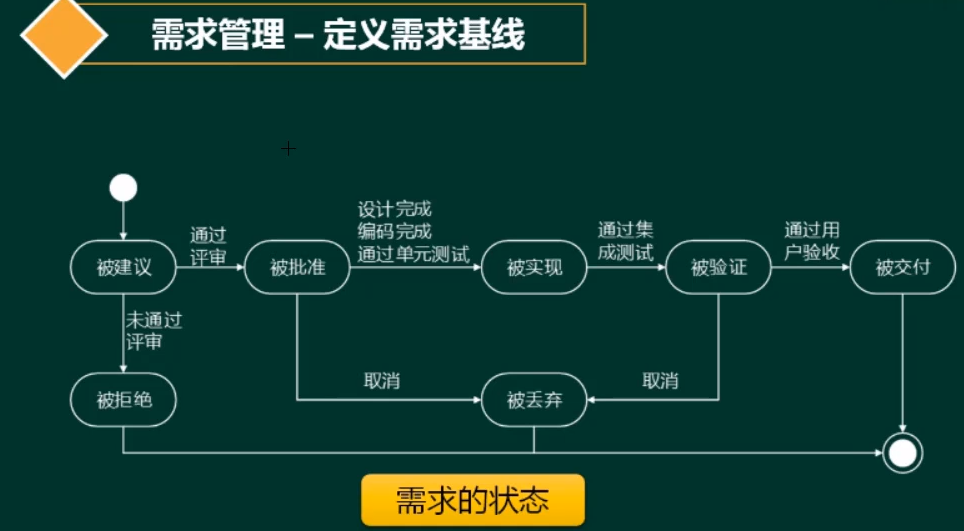 需求管理 – 定义需求基线
设计完成
编码完成
通过单元测试
通过
评审
通过集
成测试
通过用
户验收
被建议
被批准
被实现
被验证
被交付
未通过
评审
取消
取消
被拒绝
被丢弃
需求的状态